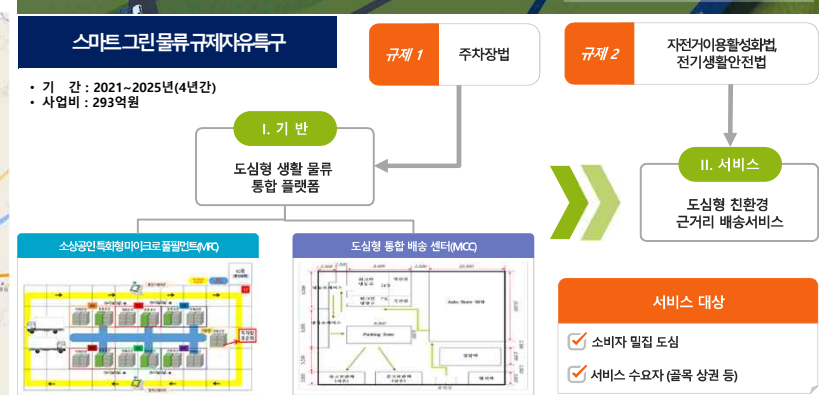 스마트 그린 물류 규제자유특구
• 기 간 : 2021~2025년(4년간)
• 사업비 : 293억원
규제 1
주차장법
규제 2
자전거이용활성화법,
전기생활안전법
I. 기 반
도심형 생활 물류
통합 플랫폼
II. 서비스
도심형 친환경
근거리 배송서비스
소상공인 특화형 마이크로 풀필먼트(MFC)
도심형 통합 배송 센터(MCC)
Auto Store 설비
Parking Zone
서비스 대상
소비자 밀집 도심
서비스 수요자 (골목 상권 등)